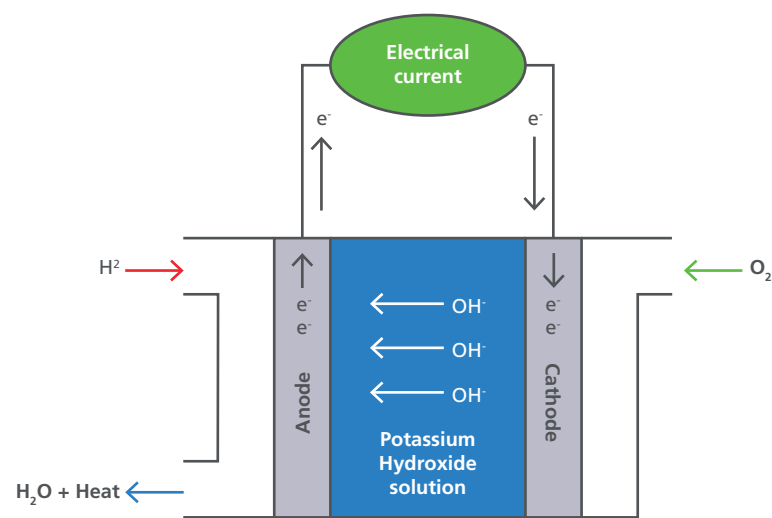 Electrical
current
e⁻
e⁻
H²
O₂
e⁻
e⁻
e⁻
e⁻
OH⁻
OH⁻
OH⁻
Anode
Cathode
Potassium
Hydroxide
solution
H₂O + Heat